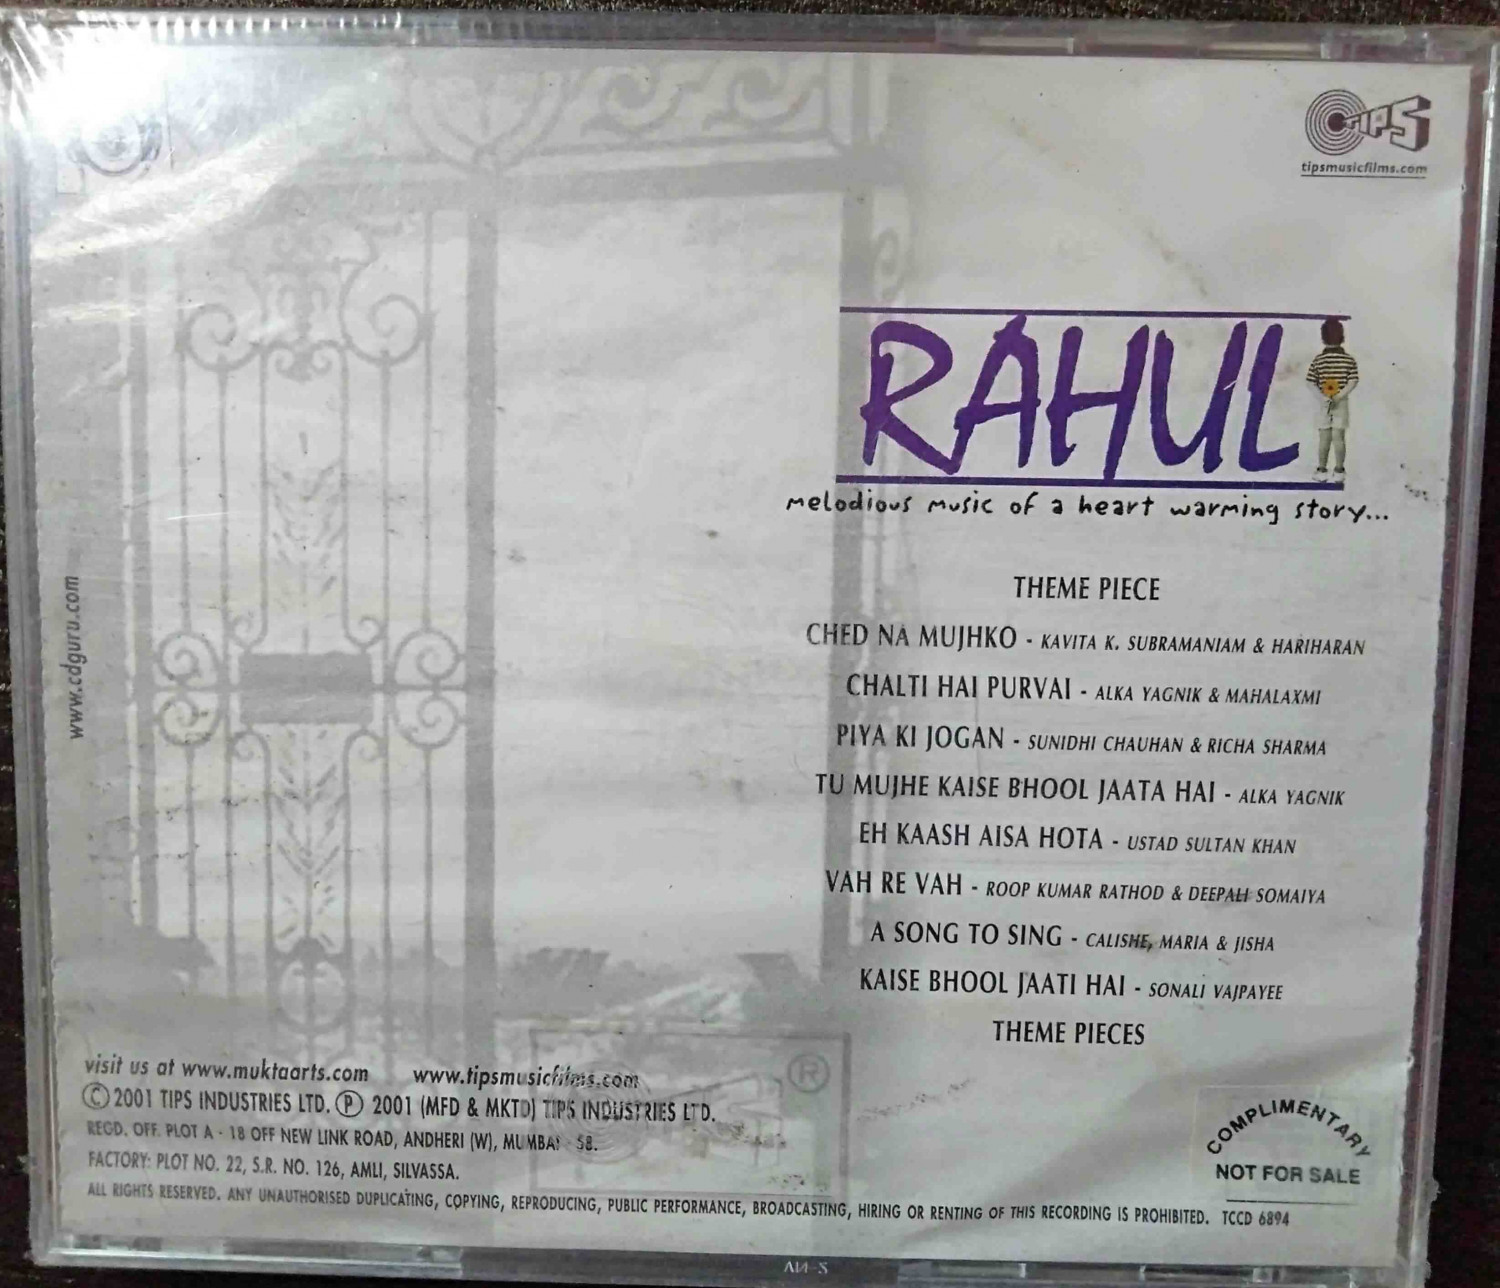 TIPS
tipsmusicfilms.com
RAHUL
melodious music of a heart warming story...
THEME PIECE
CHED NA MUJHKO - KAVITA K. SUBRAMANIAM & HARIHARAN
CHALTI HAI PURVAI - ALKA YAGNIK & MAHALAXMI
PIYA KI JOGAN - SUNIDHI CHAUHAN & RICHA SHARMA
TU MUJHE KAISE BHOOL JAATA HAI - ALKA YAGNIK
EH KAASH AISA HOTA - USTAD SULTAN KHAN
VAH RE VAH - ROOP KUMAR RATHOD & DEEPALI SOMAIYA
A SONG TO SING - CALISHE, MARIA & JISHA
KAISE BHOOL JAATI HAI - SONALI VAJPAYEE
THEME PIECES
www.cdguru.com
visit us at www.muktaarts.com www.tipsmusicfilms.com
© 2001 TIPS INDUSTRIES LTD. ℗ 2001 (MFD & MKTD) TIPS INDUSTRIES LTD.
REGD. OFF. PLOT A - 18 OFF NEW LINK ROAD, ANDHERI (W), MUMBAI - 58.
FACTORY: PLOT NO. 22, S.R. NO. 126, AMLI, SILVASSA.
ALL RIGHTS RESERVED. ANY UNAUTHORISED DUPLICATING, COPYING, REPRODUCING, PUBLIC PERFORMANCE, BROADCASTING, HIRING OR RENTING OF THIS RECORDING IS PROHIBITED. TCCD 6894
®
COMPLIMENTARY
NOT FOR SALE